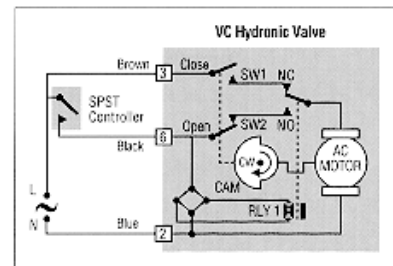 VC Hydronic Valve
Brown 3 Close
SW1 NC
SPST
Controller
6 Open SW2 NO
Black
CW
AC
MOTOR
CAM
L
RLY 1
N Blue 2